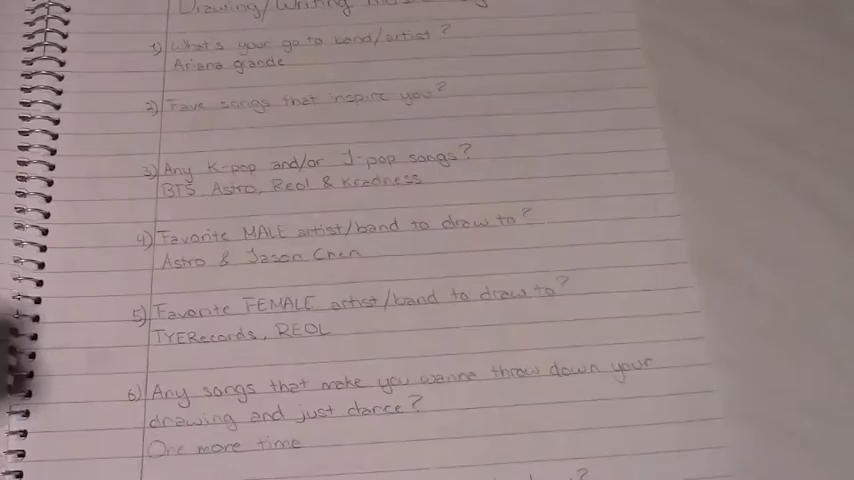 Drawing/Writing
1) What's your go to band/artist?
Ariana grande
2) Fave songs that inspire you?
3) Any K-pop and/or J-pop songs?
BTS Astro, Reol & Kradness
4) Favorite MALE artist/band to draw to?
Astro & Jason Chen
5) Favorite FEMALE artist/band to draw to?
TYERecords, REOL
6) Any songs that make you wanna throw down your
drawing and just dance?
One more time